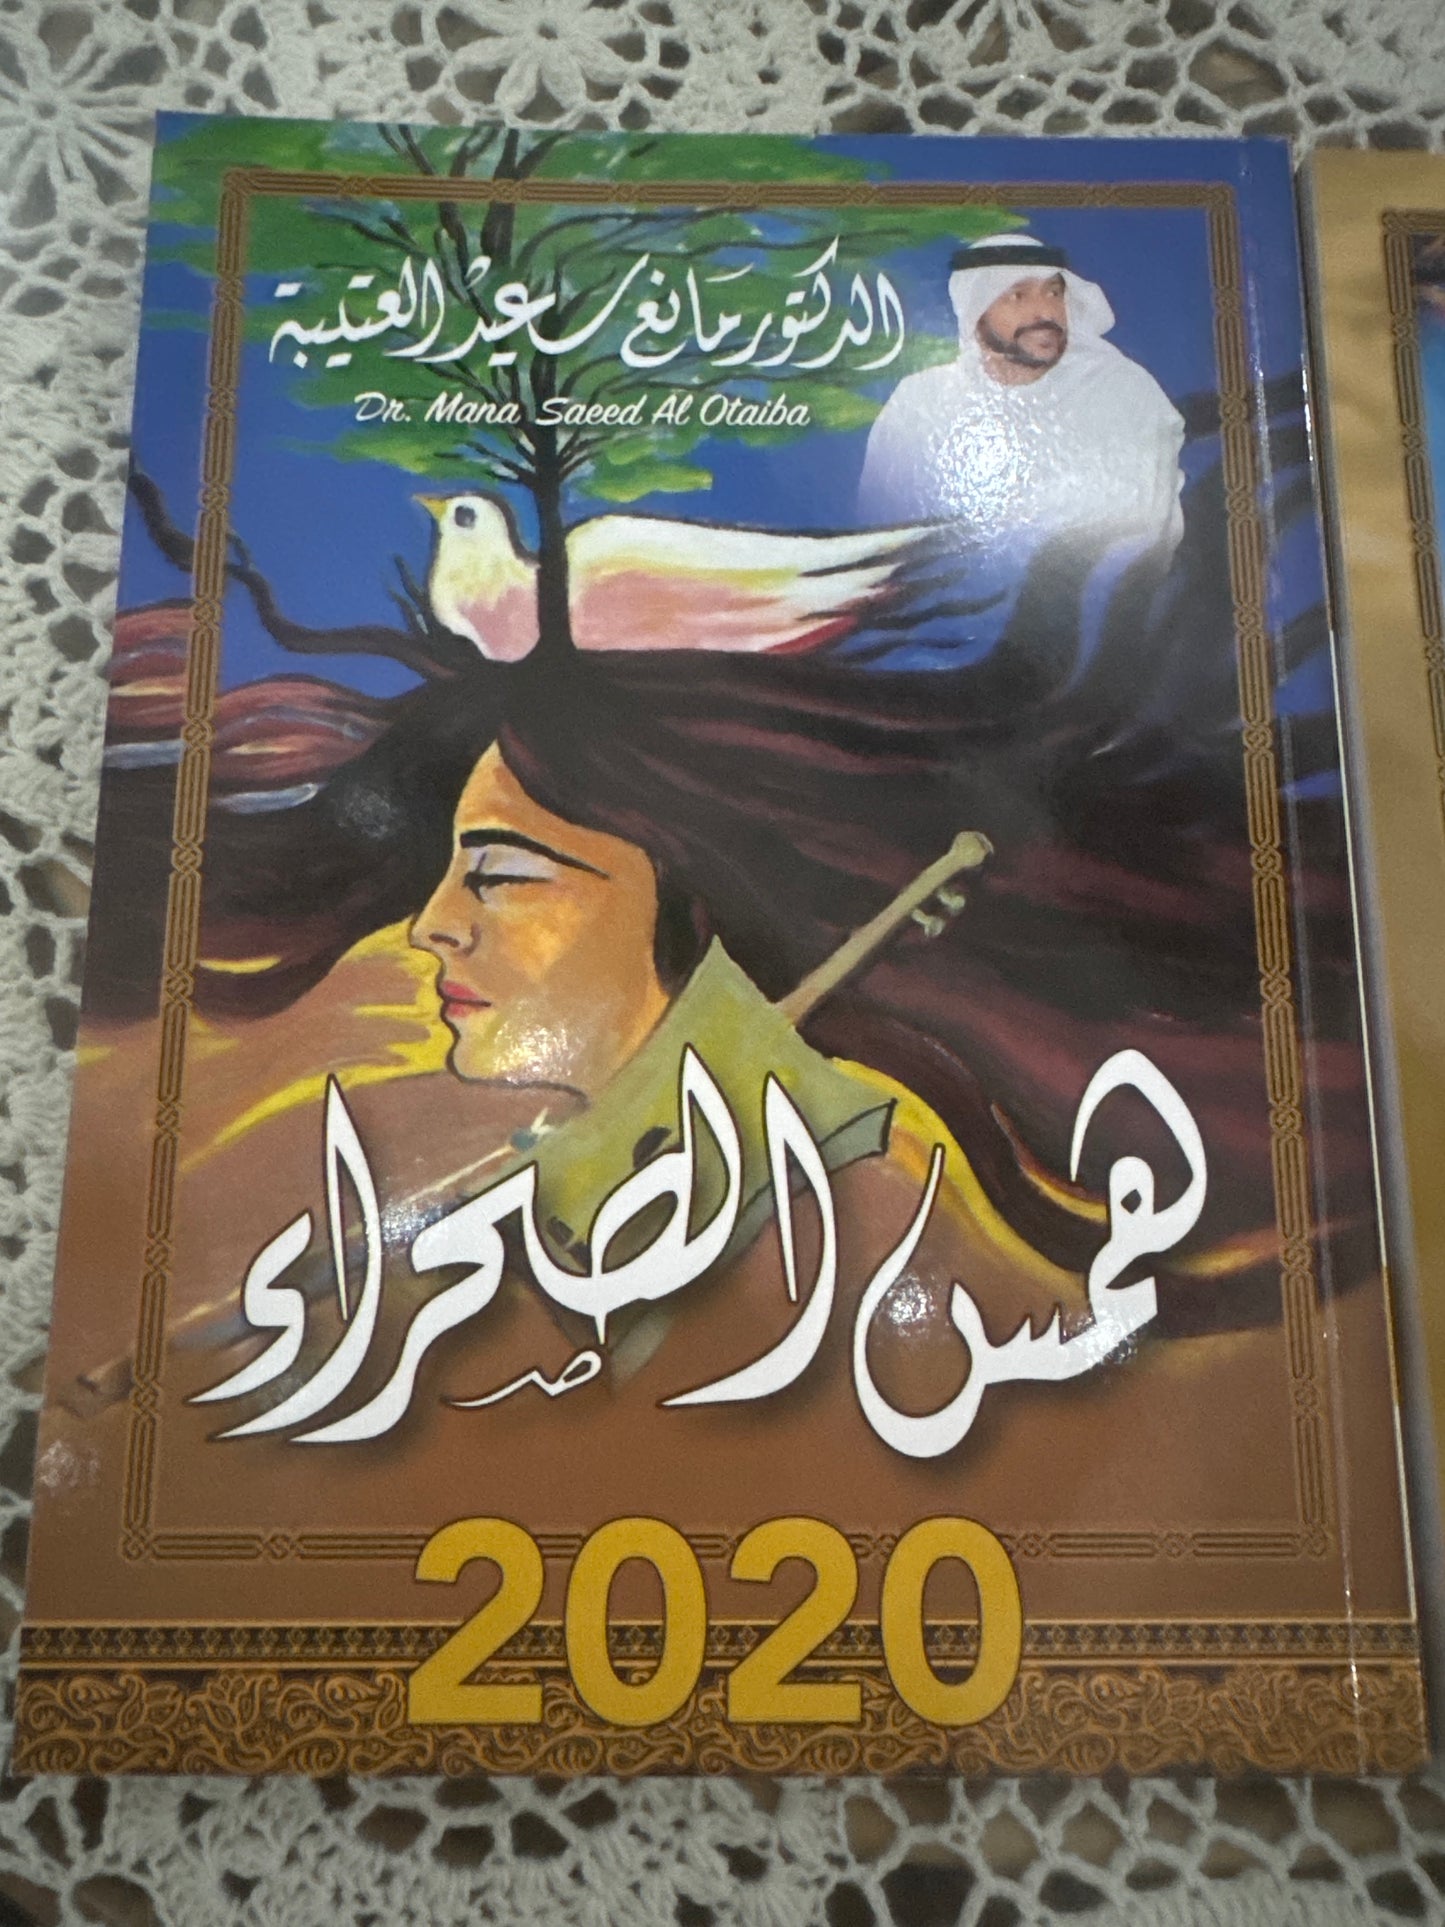 الدكتور مانع سعيد العتيبة
Dr. Mana Saeed Al Otaiba
همس الصحراء
2020